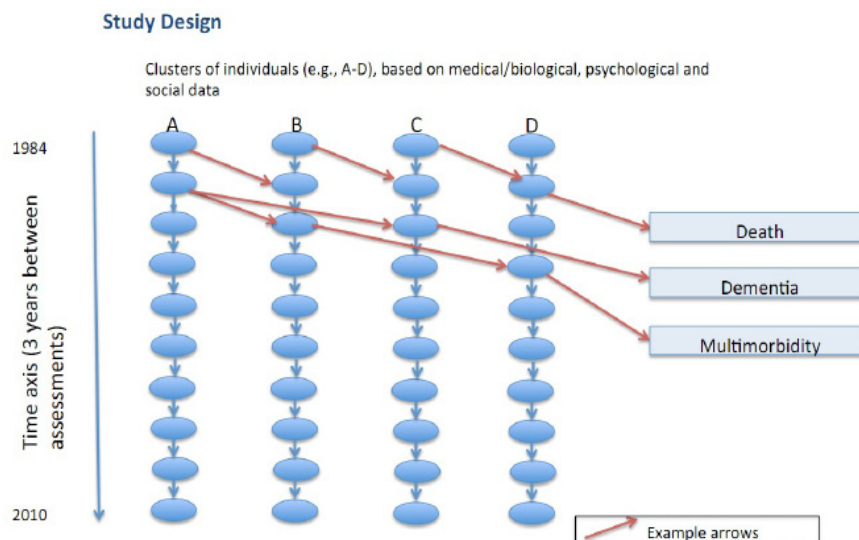 Study Design
Clusters of individuals (e.g., A-D), based on medical/biological, psychological and
social data
A B C D
1984
Death
Dementia
Multimorbidity
Time axis (3 years between
assessments)
2010
Example arrows